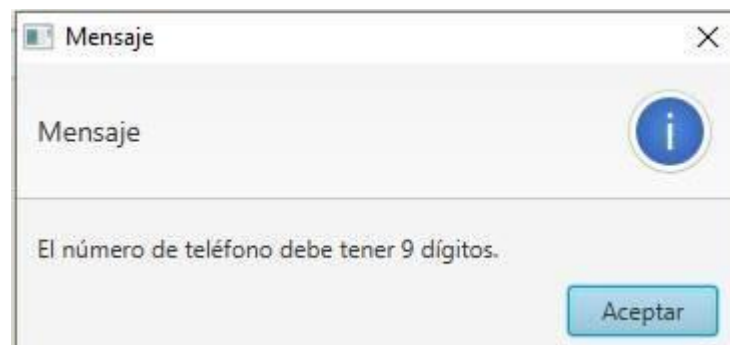 Mensaje
Mensaje
i
El número de teléfono debe tener 9 dígitos.
Aceptar